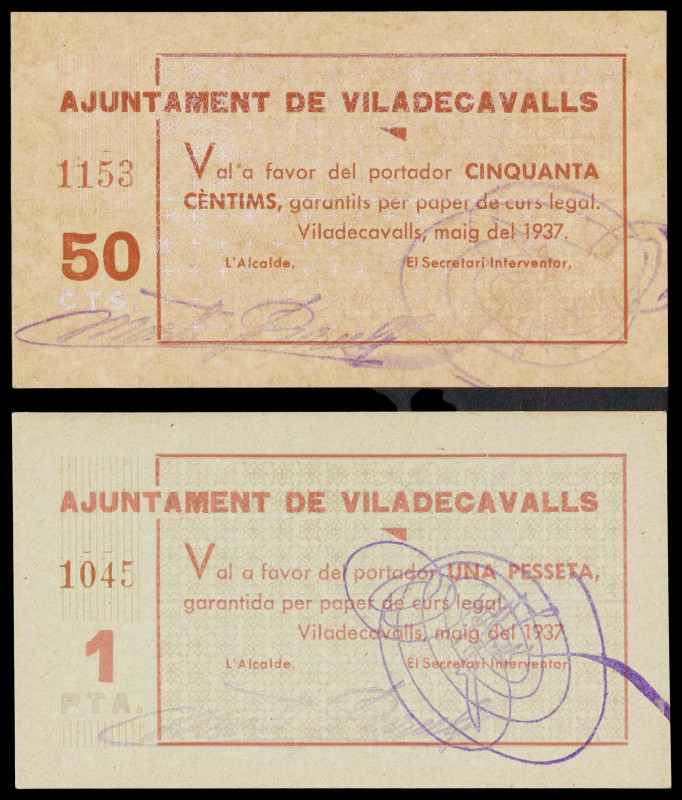 AJUNTAMENT DE VILADECAVALLS
1153
Val a favor del portador CINQUANTA
CÈNTIMS, garantits per paper de curs legal.
Viladecavalls, maig del 1937.
50
CTS.
L'Alcalde,
El Secretari Interventor,
AJUNTAMENT DE VILADECAVALLS
1045
Val a favor del portador UNA PESSETA,
garantida per paper de curs legal.
Viladecavalls, maig del 1937.
1
PTA.
L'Alcalde,
El Secretari Interventor,